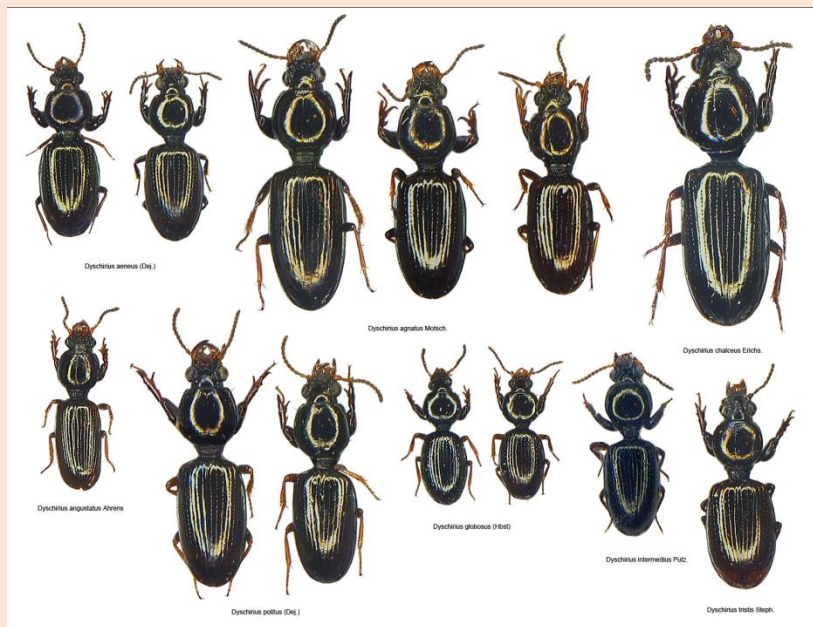 Dyschirius aeneus (Dej.)
Dyschirius agnatus Motsch.
Dyschirius chalceus Erichs.
Dyschirius angustatus Ahrens
Dyschirius globosus (Hbst)
Dyschirius intermedius Putz.
Dyschirius politus (Dej.)
Dyschirius tristis Steph.